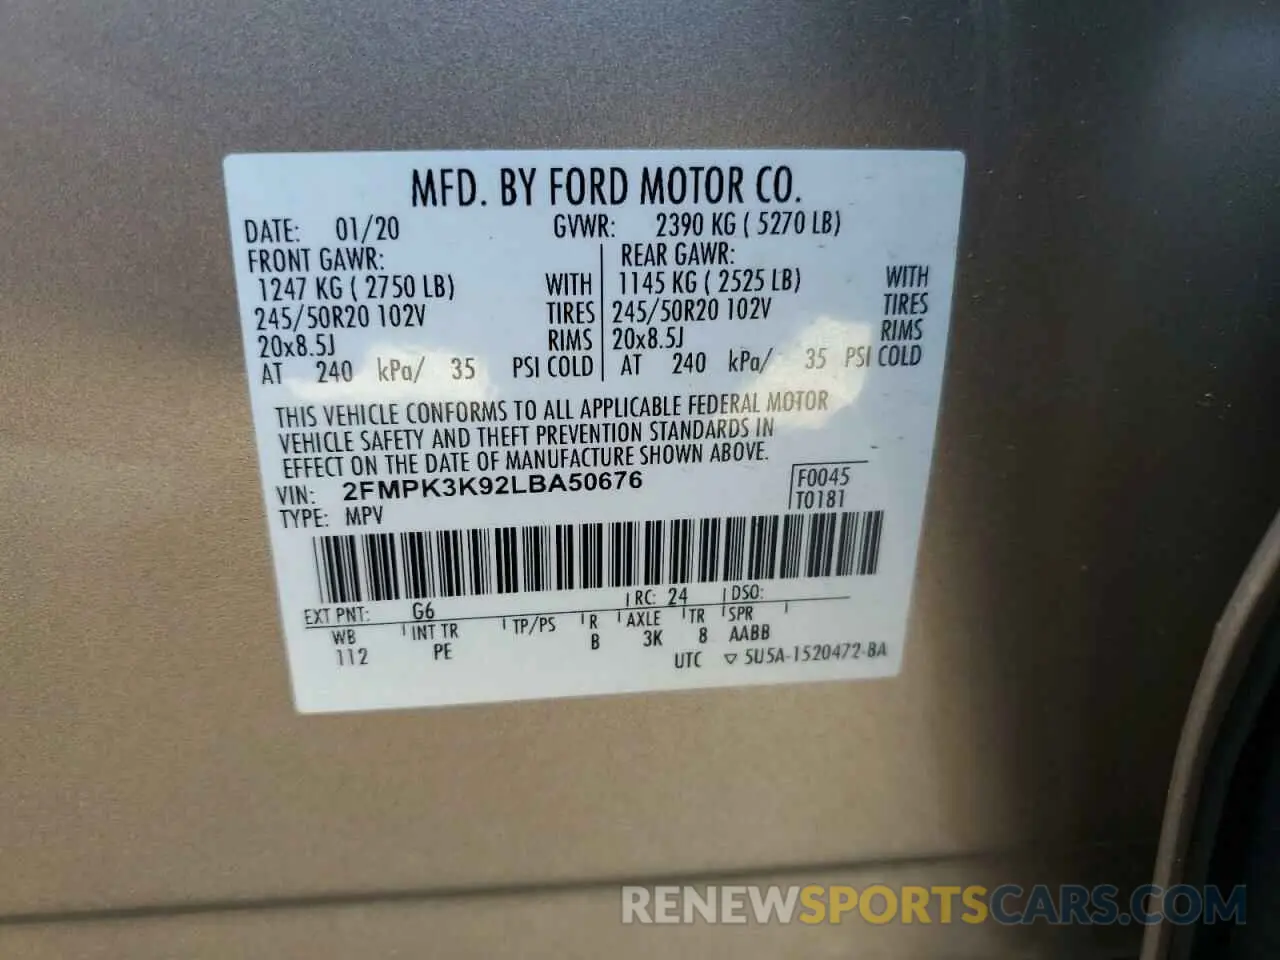 MFD. BY FORD MOTOR CO.
DATE: 01/20 GVWR: 2390 KG ( 5270 LB)
FRONT GAWR: REAR GAWR:
1247 KG ( 2750 LB) WITH 1145 KG ( 2525 LB) WITH
245/50R20 102V TIRES 245/50R20 102V TIRES
20x8.5J RIMS 20x8.5J RIMS
AT 240 kPa/ 35 PSI COLD AT 240 kPa/ 35 PSI COLD
THIS VEHICLE CONFORMS TO ALL APPLICABLE FEDERAL MOTOR
VEHICLE SAFETY AND THEFT PREVENTION STANDARDS IN
EFFECT ON THE DATE OF MANUFACTURE SHOWN ABOVE.
VIN: 2FMPK3K92LBA50676 F0045
TYPE: MPV T0181
EXT PNT: G6 RC: 24 DSO:
WB INT TR TP/PS R AXLE TR SPR
112 PE B 3K 8 AABB
UTC ▽ 5U5A-1520472-BA
RENEWSPORTSCARS.COM